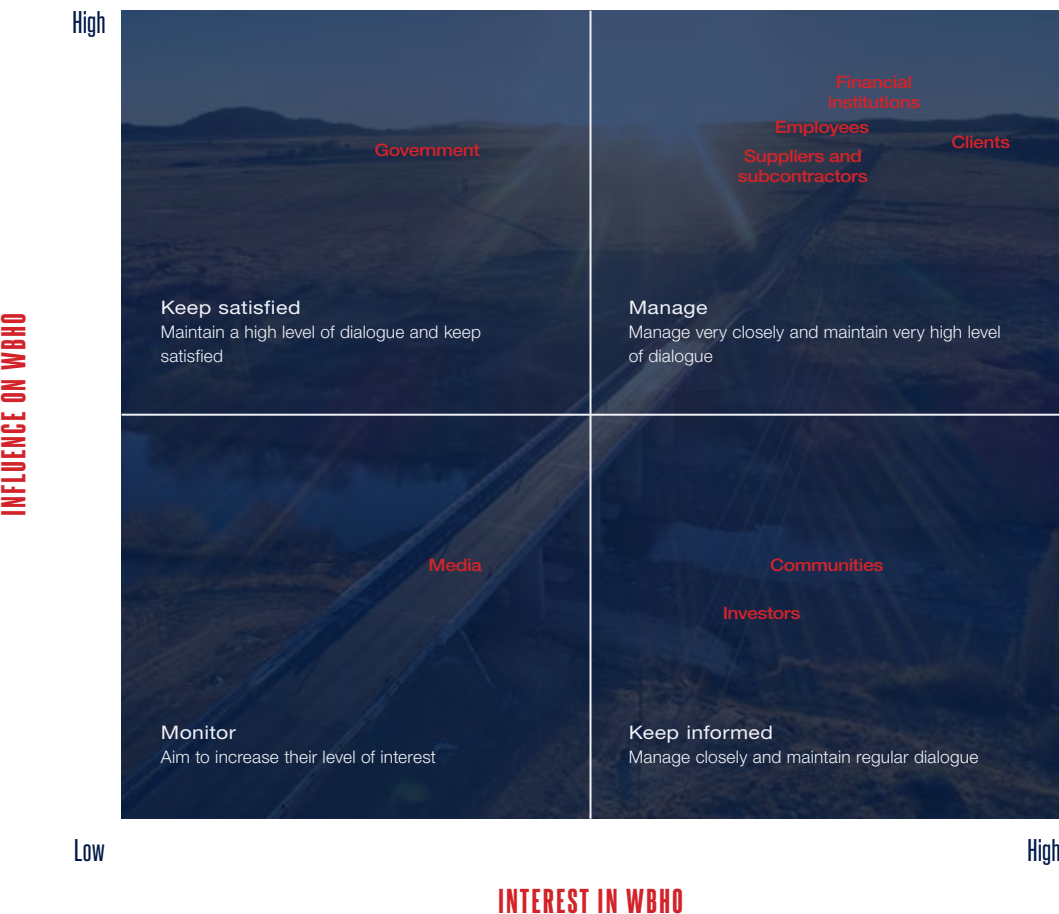 High
Financial
institutions
Employees
Clients
Government
Suppliers and
subcontractors
Keep satisfied
Maintain a high level of dialogue and keep
satisfied
Manage
Manage very closely and maintain very high level
of dialogue
INFLUENCE ON WBHO
Media
Communities
Investors
Monitor
Aim to increase their level of interest
Keep informed
Manage closely and maintain regular dialogue
Low
High
INTEREST IN WBHO